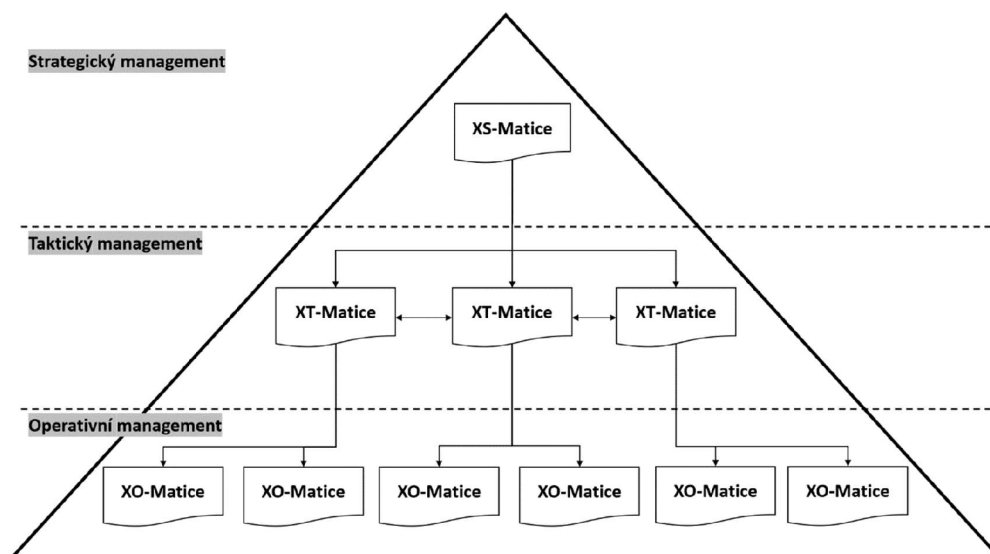 Strategický management
XS-Matice
Taktický management
XT-Matice XT-Matice XT-Matice
Operativní management
XO-Matice XO-Matice XO-Matice XO-Matice XO-Matice XO-Matice